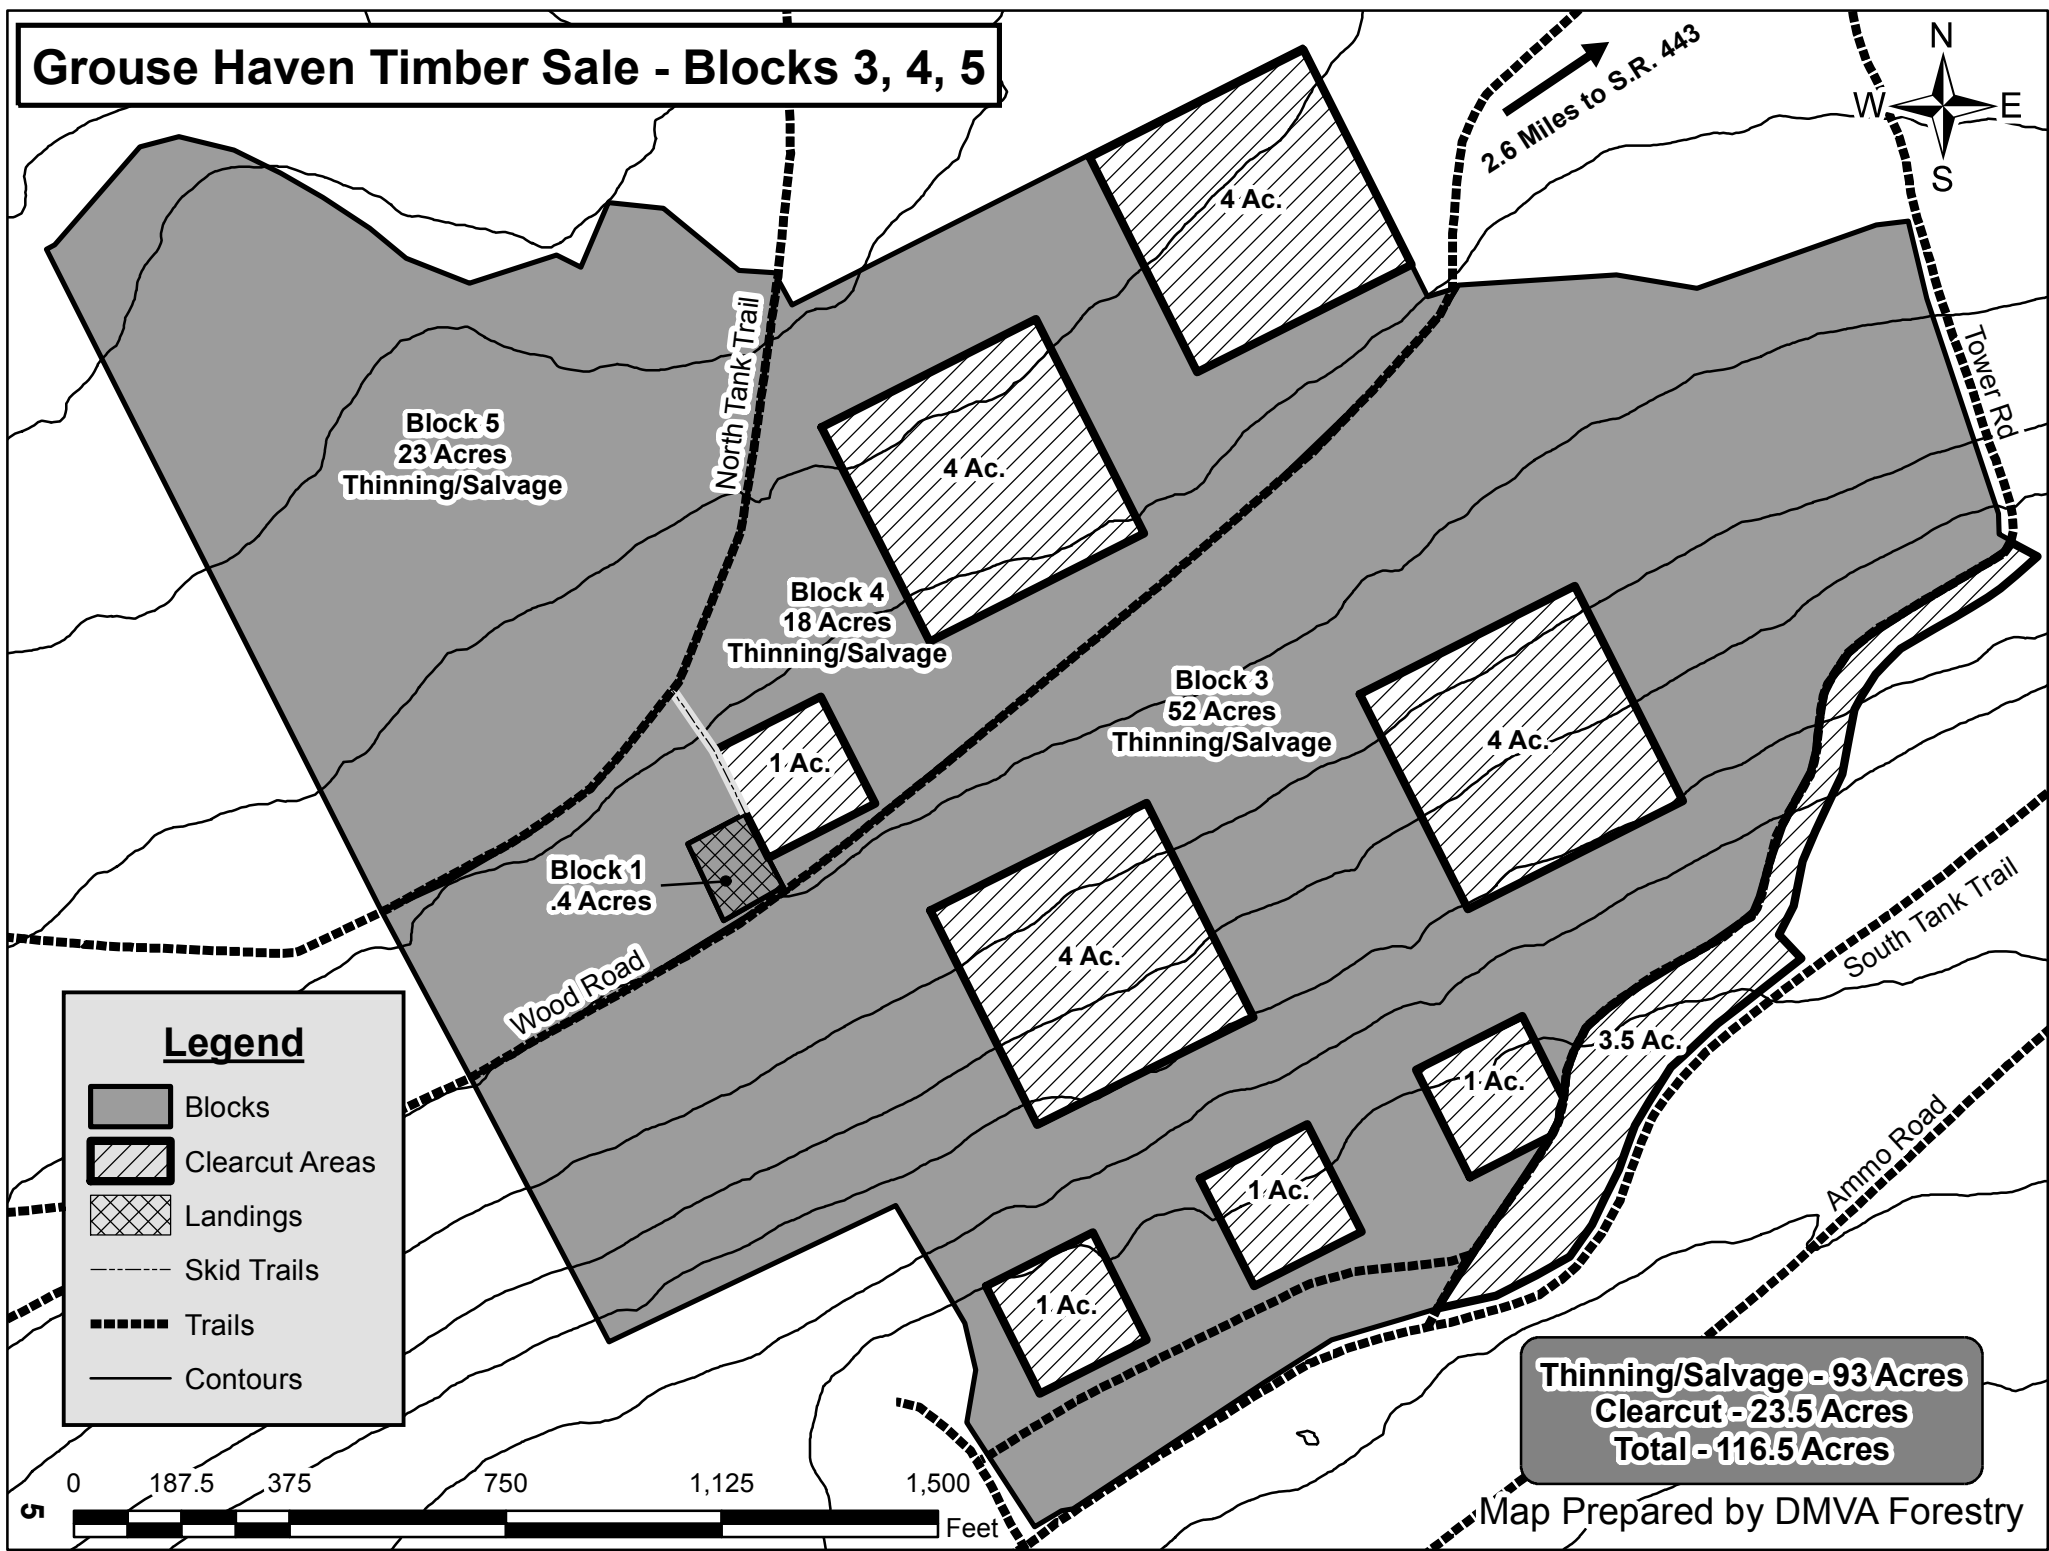 Grouse Haven Timber Sale - Blocks 3, 4, 5
2.6 Miles to S.R. 443
N
W
E
S
4 Ac.
North Tank Trail
Tower Rd
Block 5
23 Acres
Thinning/Salvage
4 Ac.
Block 4
18 Acres
Thinning/Salvage
Block 3
52 Acres
Thinning/Salvage
4 Ac.
1 Ac.
Block 1
.4 Acres
4 Ac.
South Tank Trail
Wood Road
3.5 Ac.
1 Ac.
1 Ac.
1 Ac.
Ammo Road
Legend
Blocks
Clearcut Areas
Landings
Skid Trails
Trails
Contours
Thinning/Salvage - 93 Acres
Clearcut - 23.5 Acres
Total - 116.5 Acres
0 187.5 375 750 1,125 1,500
Feet
5
Map Prepared by DMVA Forestry